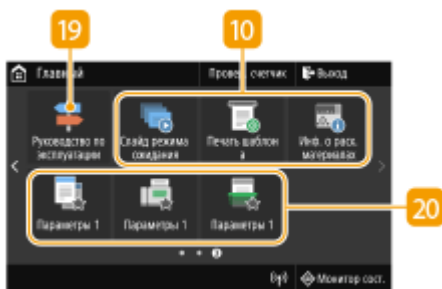 19
10
Главный
Провер. счетчик
Выход
Руководство по
эксплуатации
Слайд режима
ожидания
Печать шаблон
а
Инф. о расх.
материалах
Параметры 1
Параметры 1
Параметры 1
20
Монитор сост.